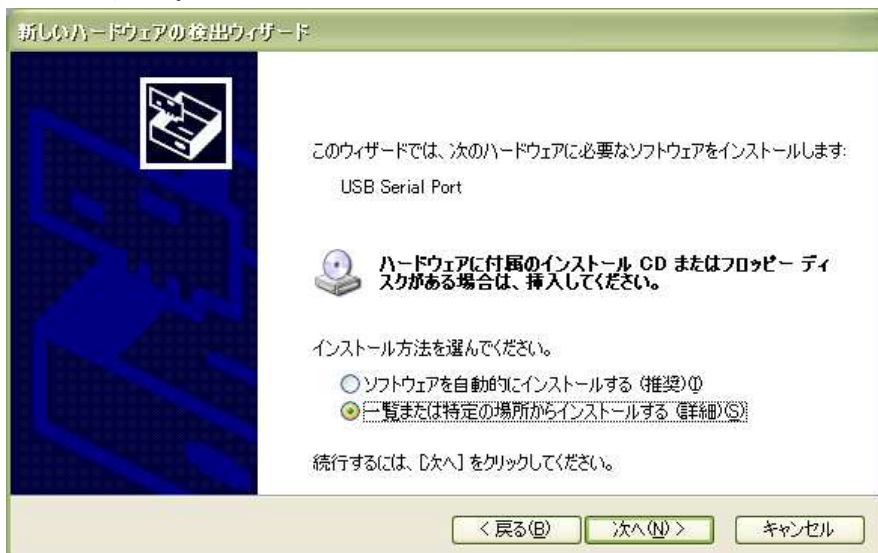 新しいハードウェアの検出ウィザード
このウィザードでは、次のハードウェアに必要なソフトウェアをインストールします:
USB Serial Port
ハードウェアに付属のインストール CD またはフロッピー ディ
スクがある場合は、挿入してください。
インストール方法を選んでください。
ソフトウェアを自動的にインストールする (推奨)(I)
一覧または特定の場所からインストールする (詳細)(S)
続行するには、[次へ] をクリックしてください。
< 戻る(B) 次へ(N) > キャンセル